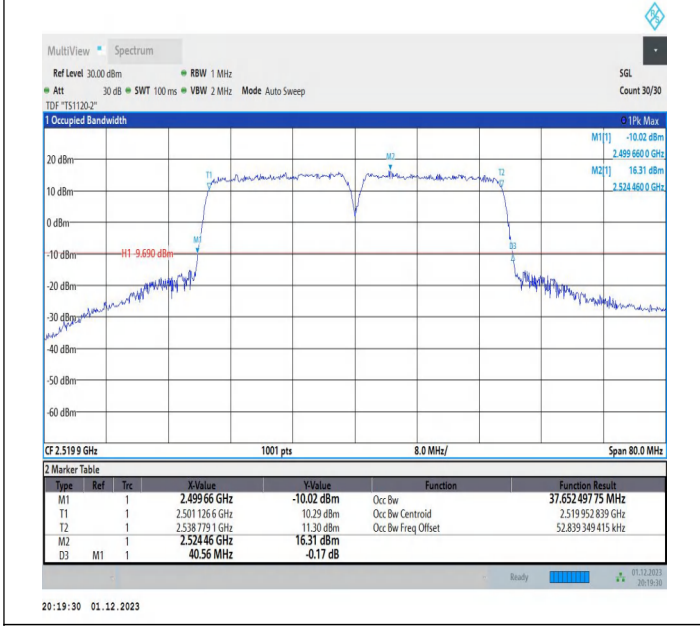 R&S
MultiView Spectrum
Ref Level 30.00 dBm RBW 1 MHz SGL
Att 30 dB SWT 100 ms VBW 2 MHz Mode Auto Sweep Count 30/30
TDF "TS1120-2"
1 Occupied Bandwidth 1Pk Max
M1[1] -10.02 dBm
2.499 660 0 GHz
M2[1] 16.31 dBm
2.524 460 0 GHz
20 dBm
M2
T1
T2
10 dBm
0 dBm
M1
D3
-10 dBm
H1 -9.690 dBm
-20 dBm
-30 dBm
-40 dBm
-50 dBm
-60 dBm
CF 2.519 9 GHz 1001 pts 8.0 MHz/ Span 80.0 MHz
2 Marker Table
Type Ref Trc X-Value Y-Value Function Function Result
M1 1 2.499 66 GHz -10.02 dBm Occ Bw 37.652 497 75 MHz
T1 1 2.501 126 6 GHz 10.29 dBm Occ Bw Centroid 2.519 952 839 GHz
T2 1 2.538 779 1 GHz 11.30 dBm Occ Bw Freq Offset 52.839 349 415 kHz
M2 1 2.524 46 GHz 16.31 dBm
D3 M1 1 40.56 MHz -0.17 dB
Ready 01.12.2023
20:19:30
20:19:30 01.12.2023